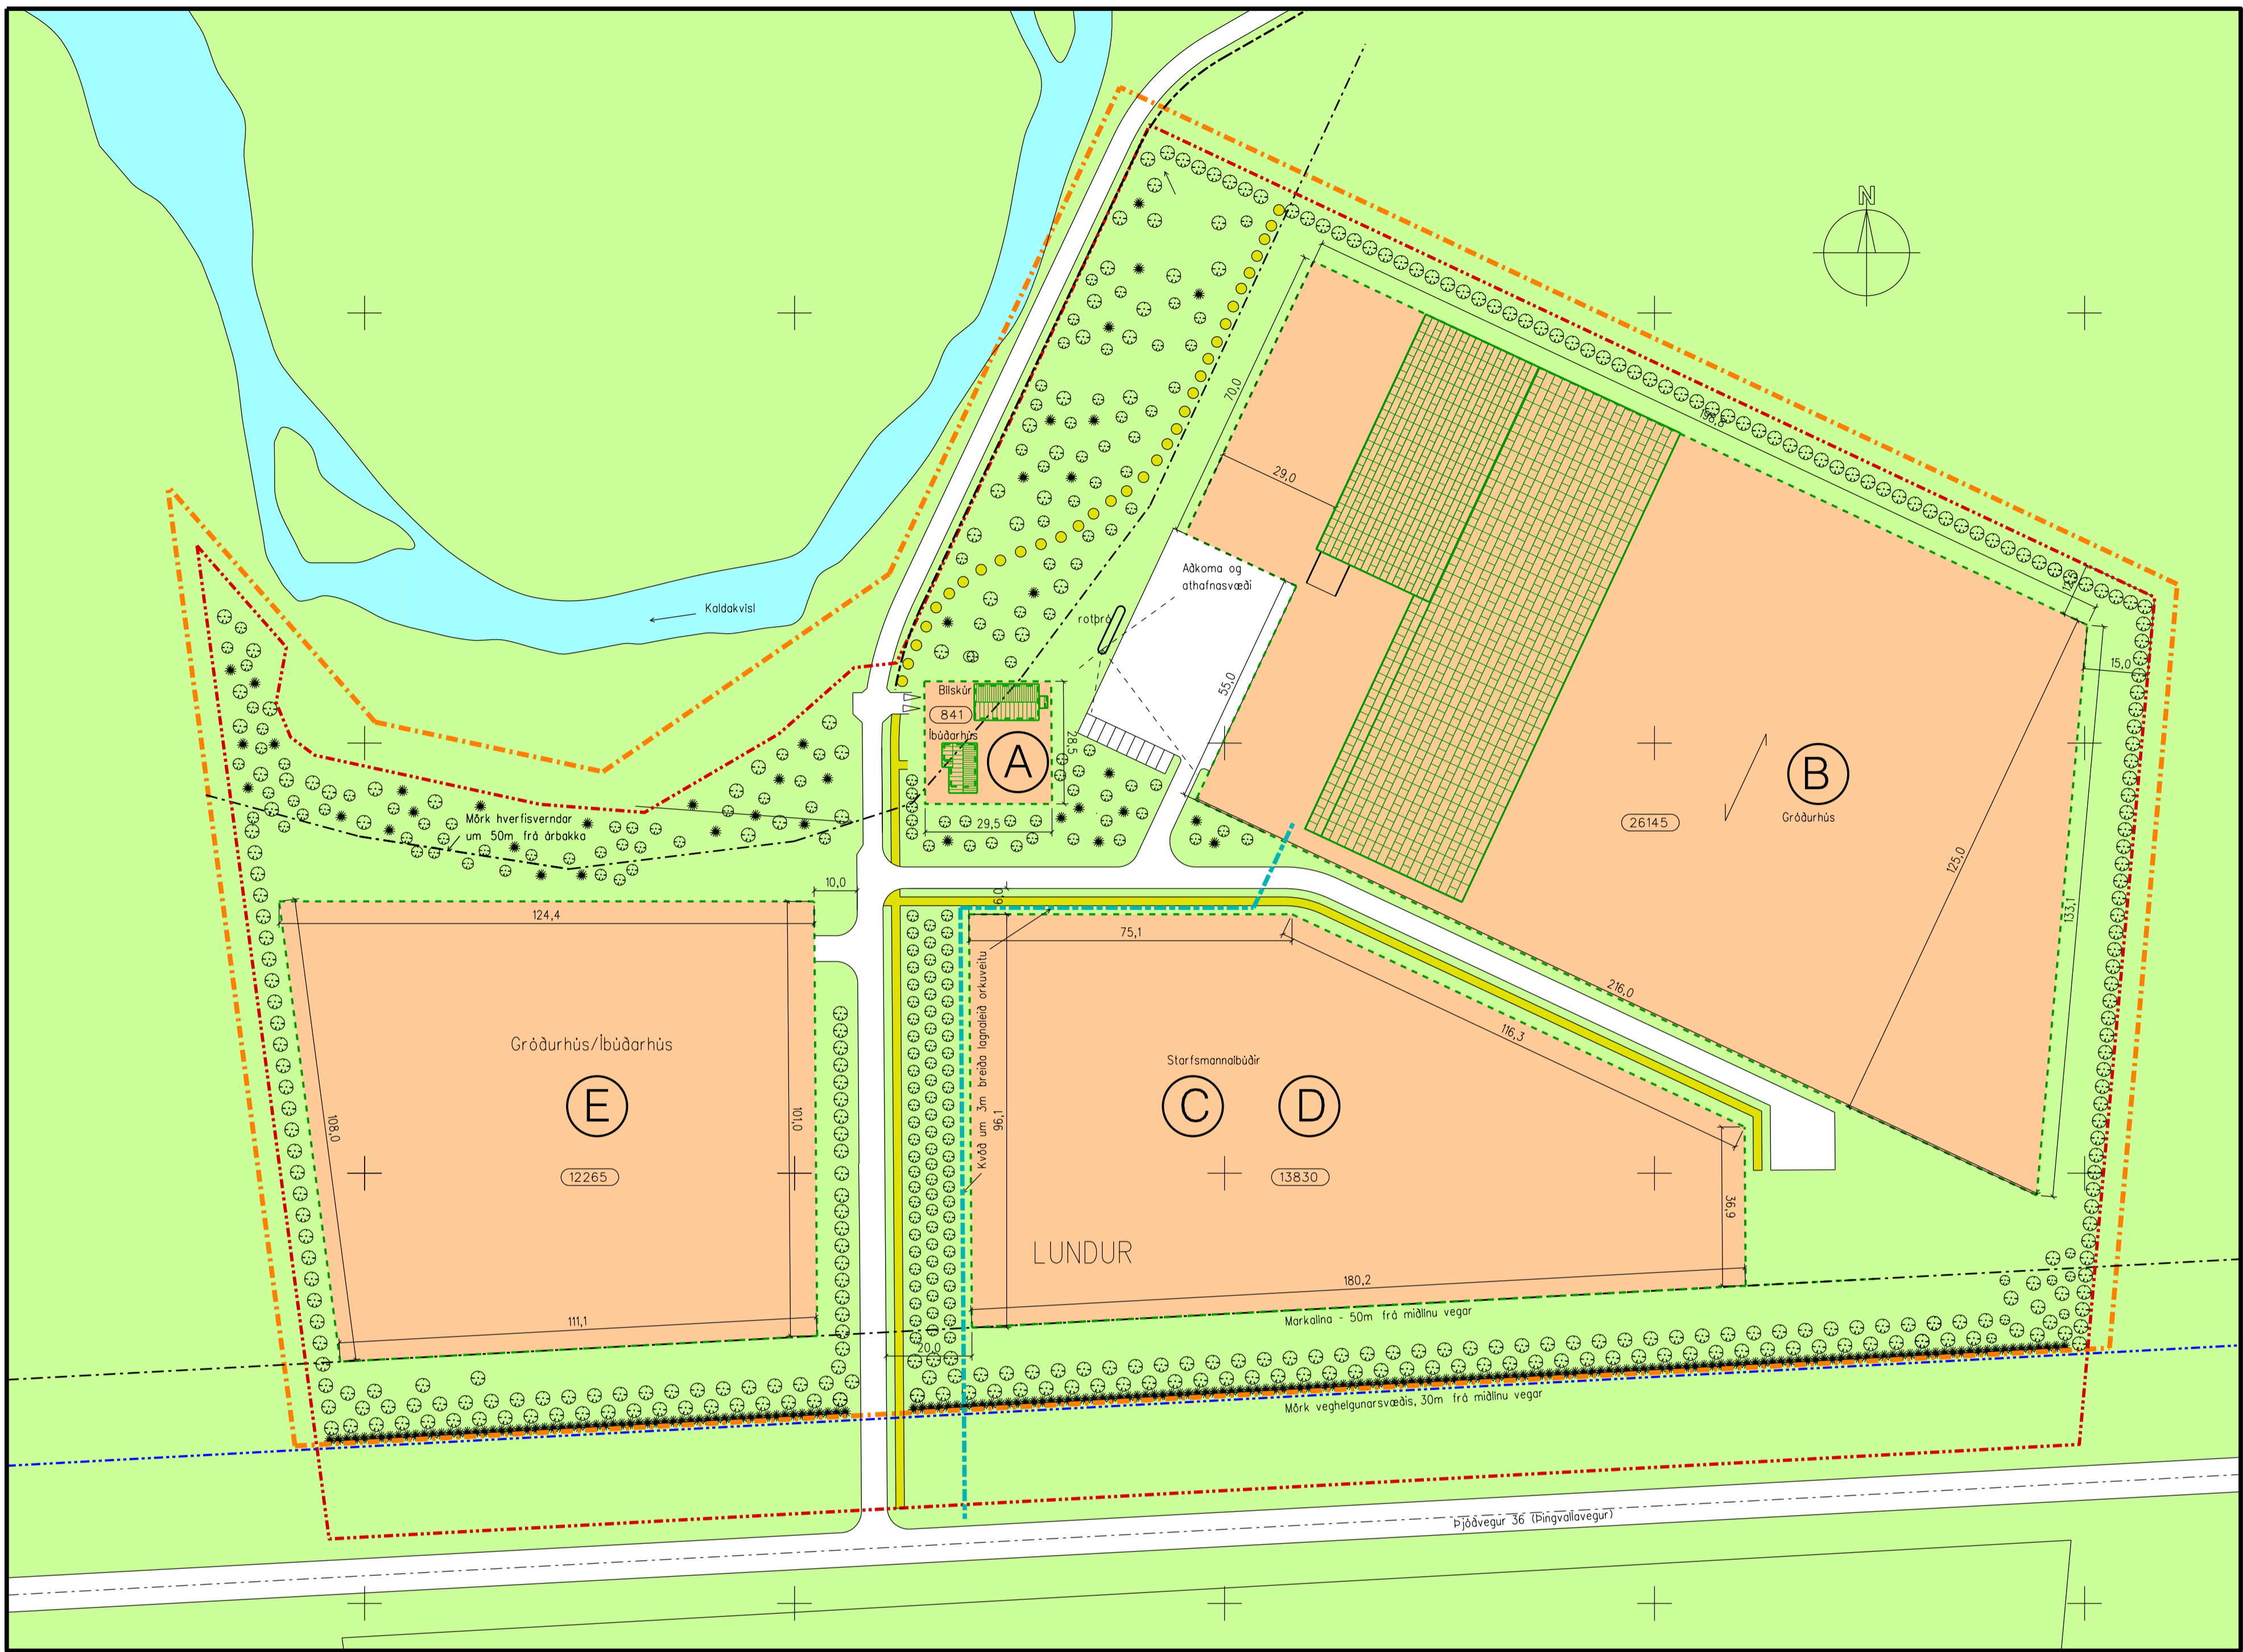 N
70,0
198,8
29,0
Aðkoma og
athafnsvæði
rotþró
Kaldakvísl
12,5
15,0
55,0
Bílskúr
841
Íbúðarhús
A
28,5
29,5
B
Gróðurhús
26145
125,0
133,1
216,0
Mörk hverfisverndar
um 50m frá árbakka
10,0
124,4
6,0
75,1
116,3
Kvöð um 3m breiða lagnaleið orkuveitu
96,1
Gróðurhús/Íbúðarhús
E
12265
108,0
101,0
111,1
Starfsmannaíbúðir
C
D
13830
36,9
LUNDUR
180,2
Markalína - 50m frá miðlínu vegar
20,0
Mörk veghelgunarsvæðis, 30m frá miðlínu vegar
Þjóðvegur 36 (Þingvallavegur)